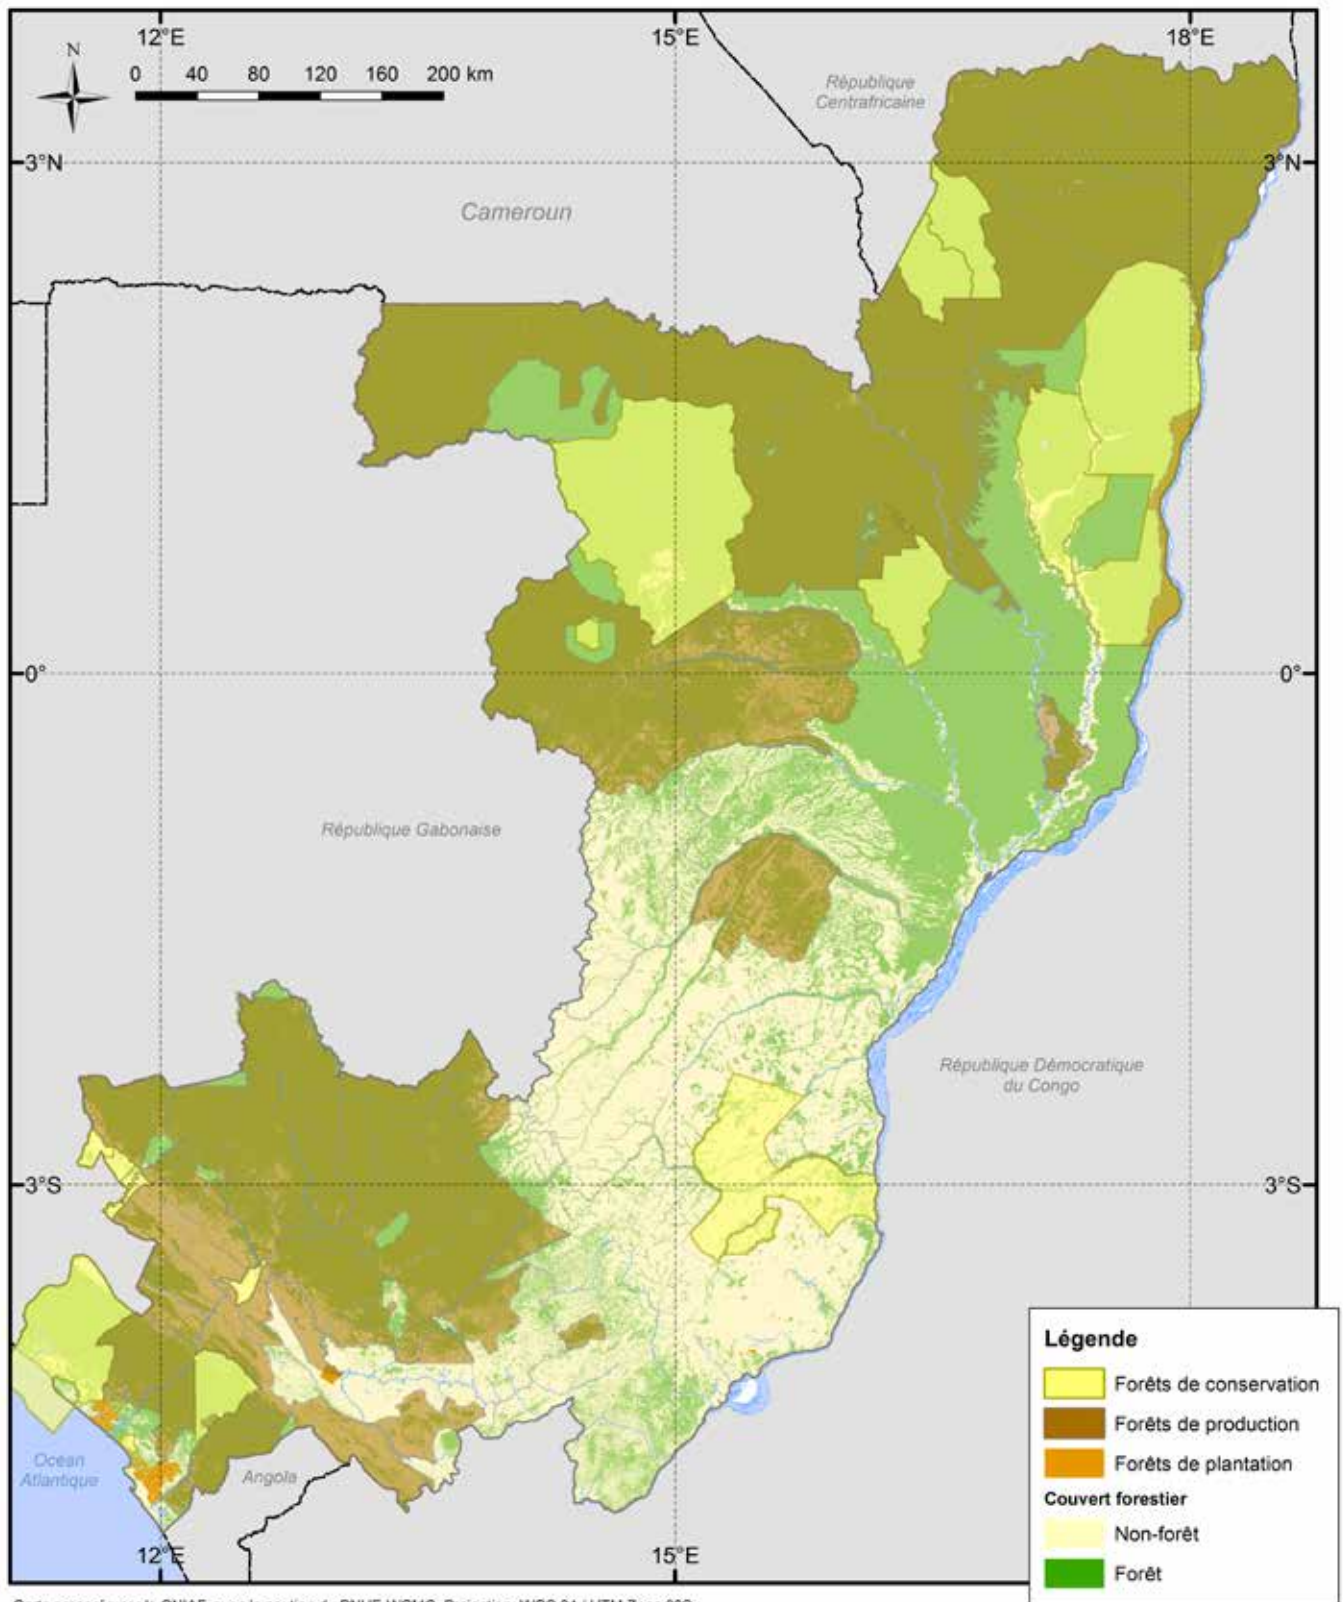 12°E
15°E
18°E
N
0 40 80 120 160 200 km
République
Centrafricaine
3°N
3°N
Cameroun
0°
0°
République Gabonaise
République Démocratique
du Congo
3°S
3°S
Légende
Forêts de conservation
Forêts de production
Forêts de plantation
Couvert forestier
Non-forêt
Forêt
Océan
Atlantique
Angola
12°E
15°E